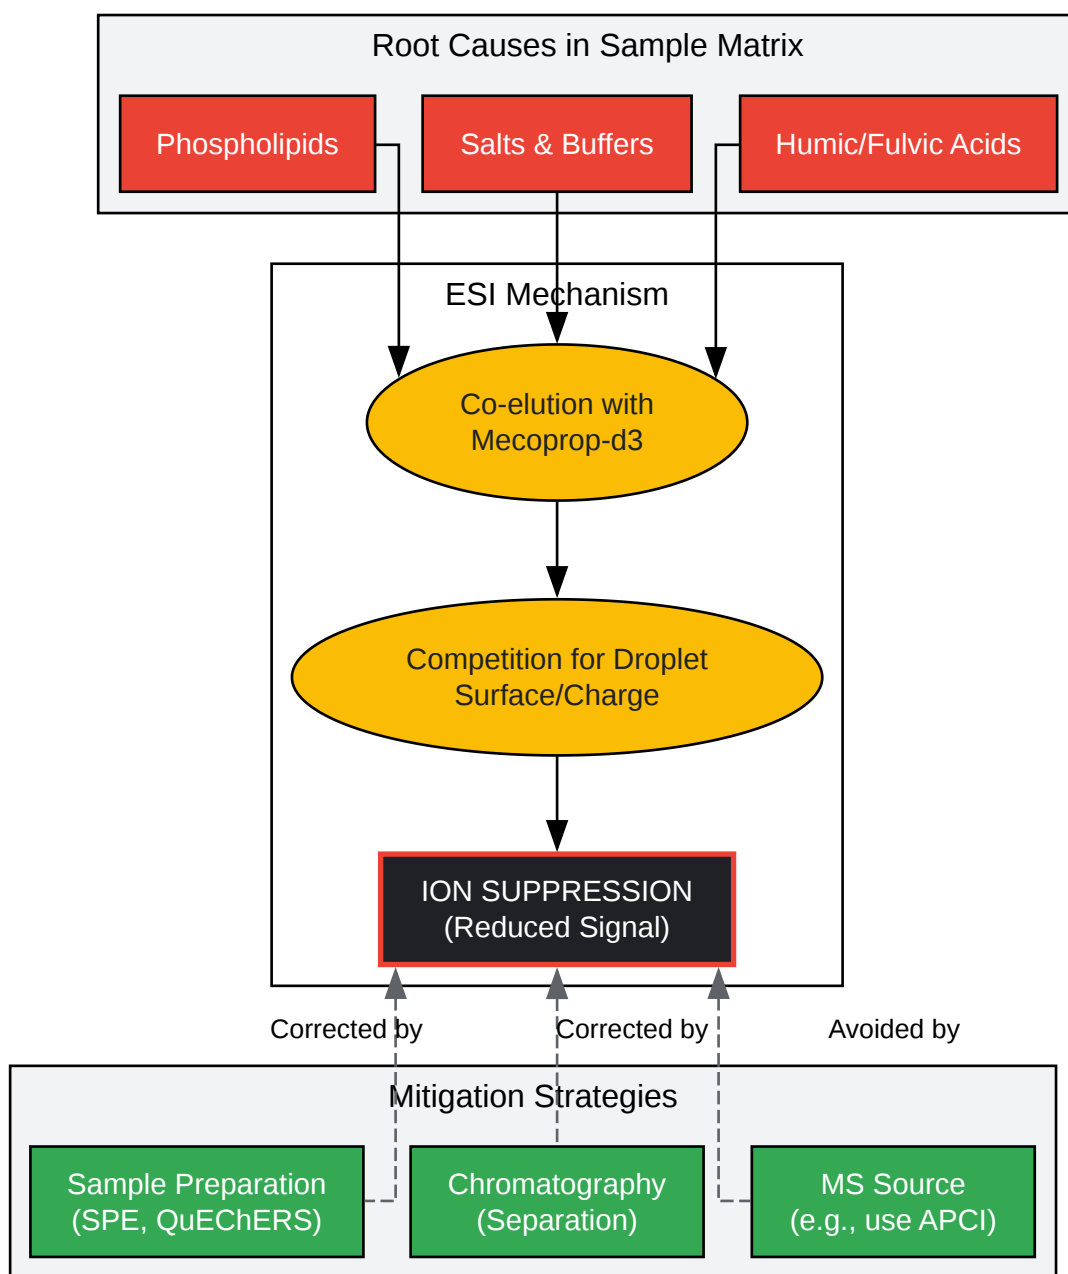 Root Causes in Sample Matrix
Phospholipids
Salts & Buffers
Humic/Fulvic Acids
ESI Mechanism
Co-elution with
Mecoprop-d3
Competition for Droplet
Surface/Charge
ION SUPPRESSION
(Reduced Signal)
Corrected by
Corrected by
Avoided by
Mitigation Strategies
Sample Preparation
(SPE, QuEChERS)
Chromatography
(Separation)
MS Source
(e.g., use APCI)